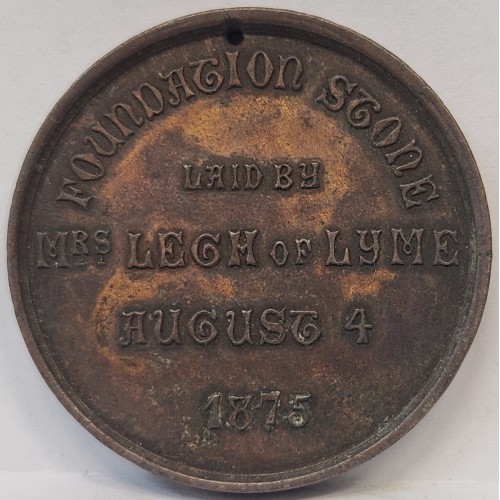 FOUNDATION STONE
LAID BY
MRS LEGH OF LYME
AUGUST 4
1875